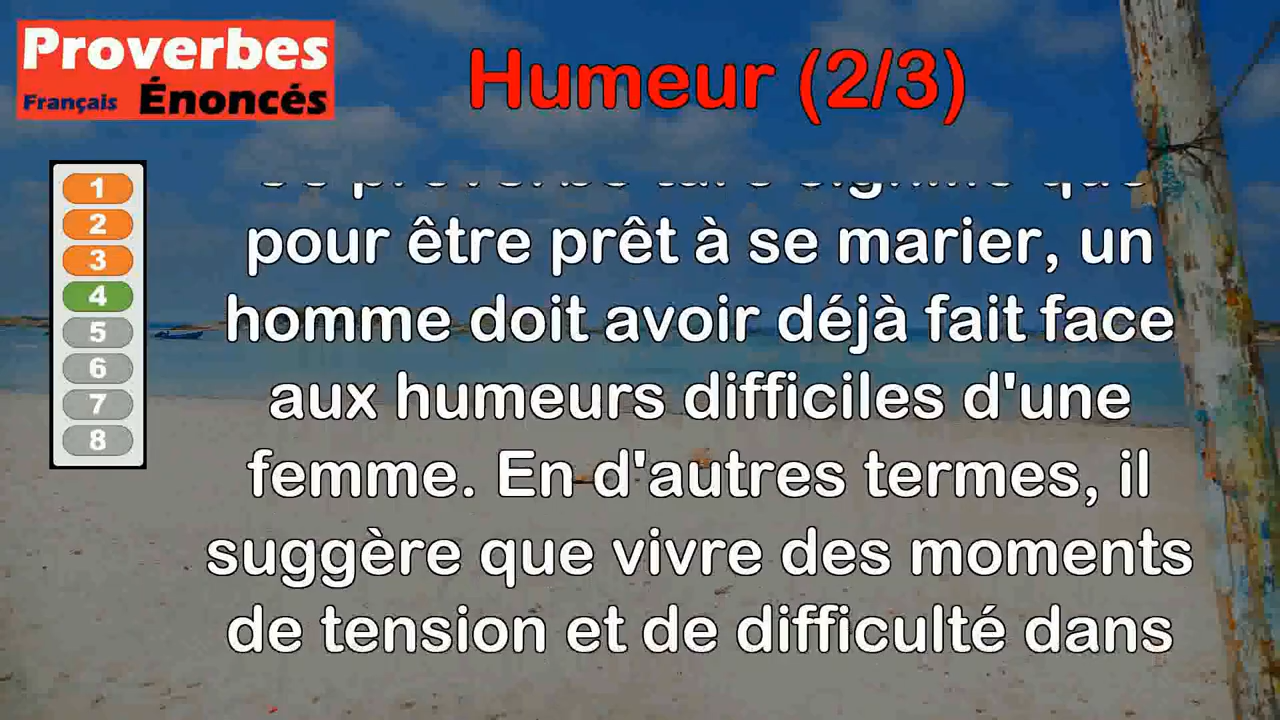 Proverbes
Français Énoncés
Humeur (2/3)
1
2
3
4
5
6
7
8
pour être prêt à se marier, un
homme doit avoir déjà fait face
aux humeurs difficiles d'une
femme. En d'autres termes, il
suggère que vivre des moments
de tension et de difficulté dans